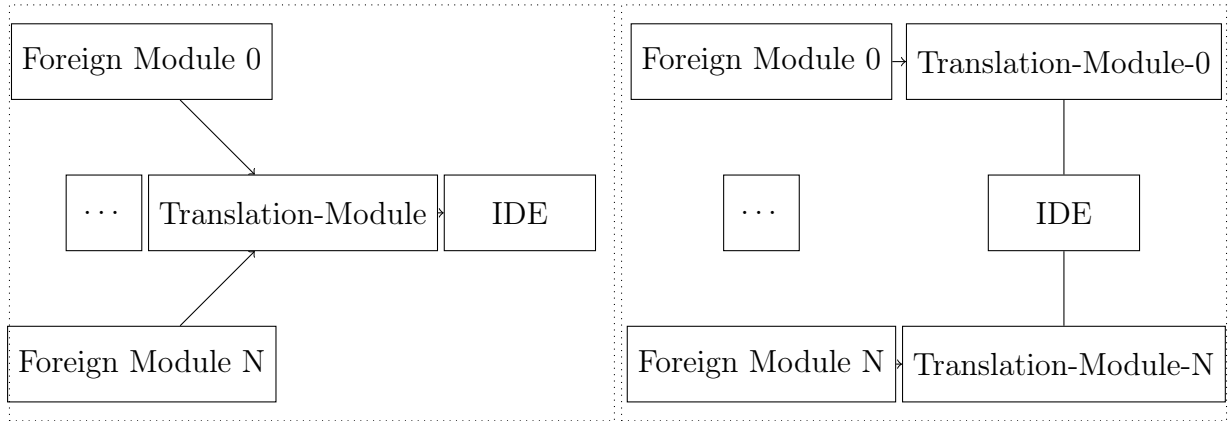 Foreign Module 0
··· Translation-Module IDE
Foreign Module N
Foreign Module 0 Translation-Module-0
··· IDE
Foreign Module N Translation-Module-N